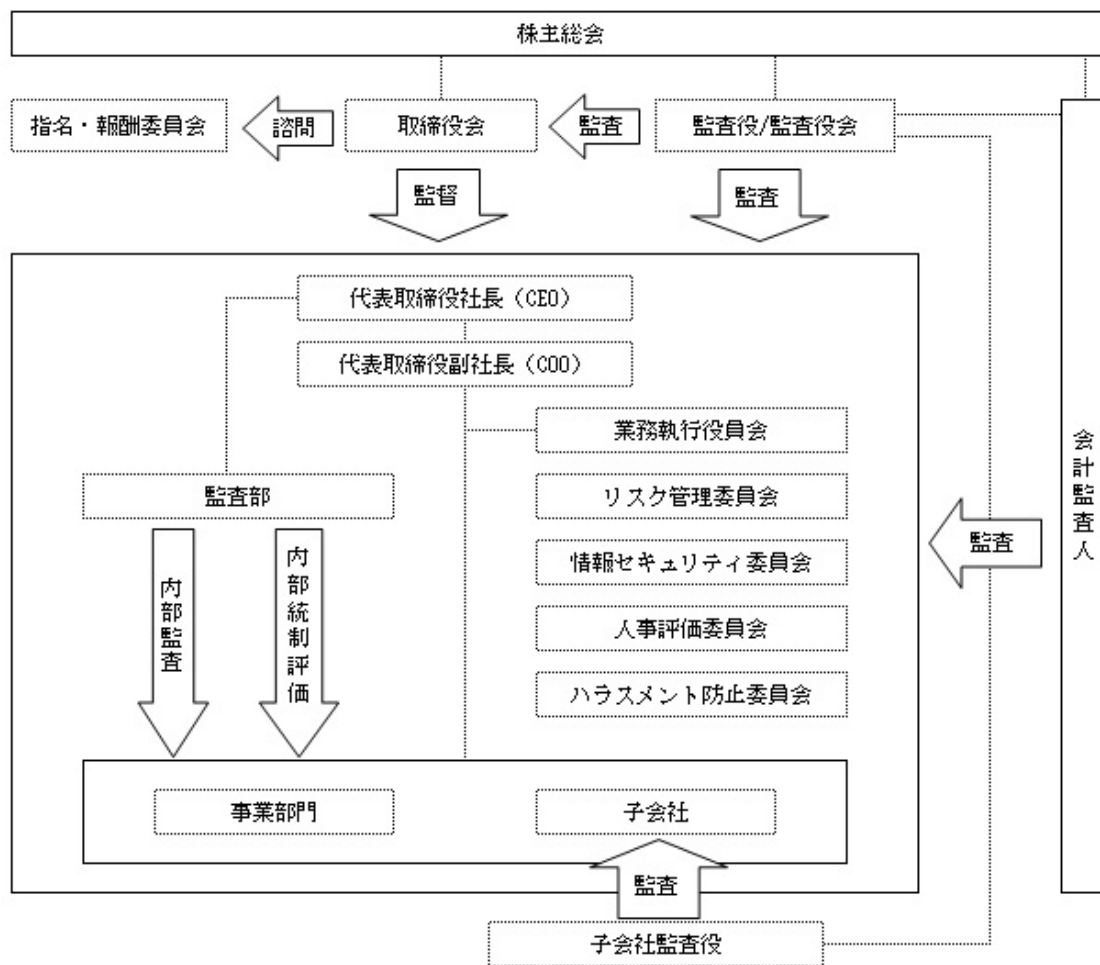 株主総会
指名・報酬委員会
諮問
取締役会
監査
監査役/監査役会
監督
監査
代表取締役社長（CEO）
代表取締役副社長（COO）
業務執行役員会
監査部
リスク管理委員会
情報セキュリティ委員会
人事評価委員会
ハラスメント防止委員会
内部監査
内部統制評価
監査
会計監査人
事業部門
子会社
監査
子会社監査役